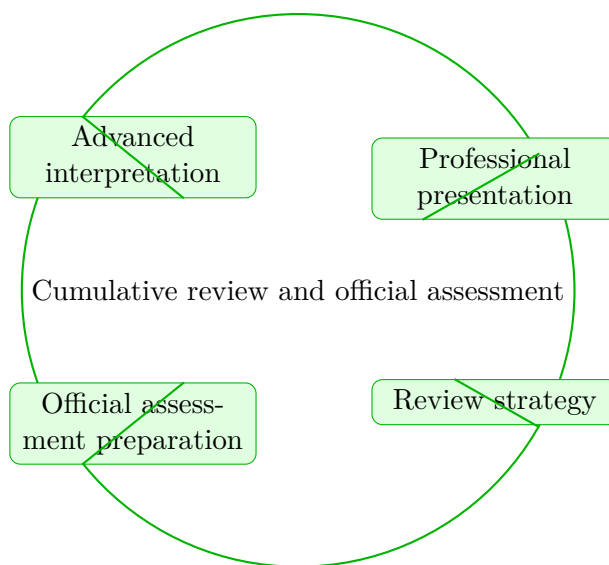 Advanced
interpretation
Professional
presentation
Cumulative review and official assessment
Official assess-
ment preparation
Review strategy